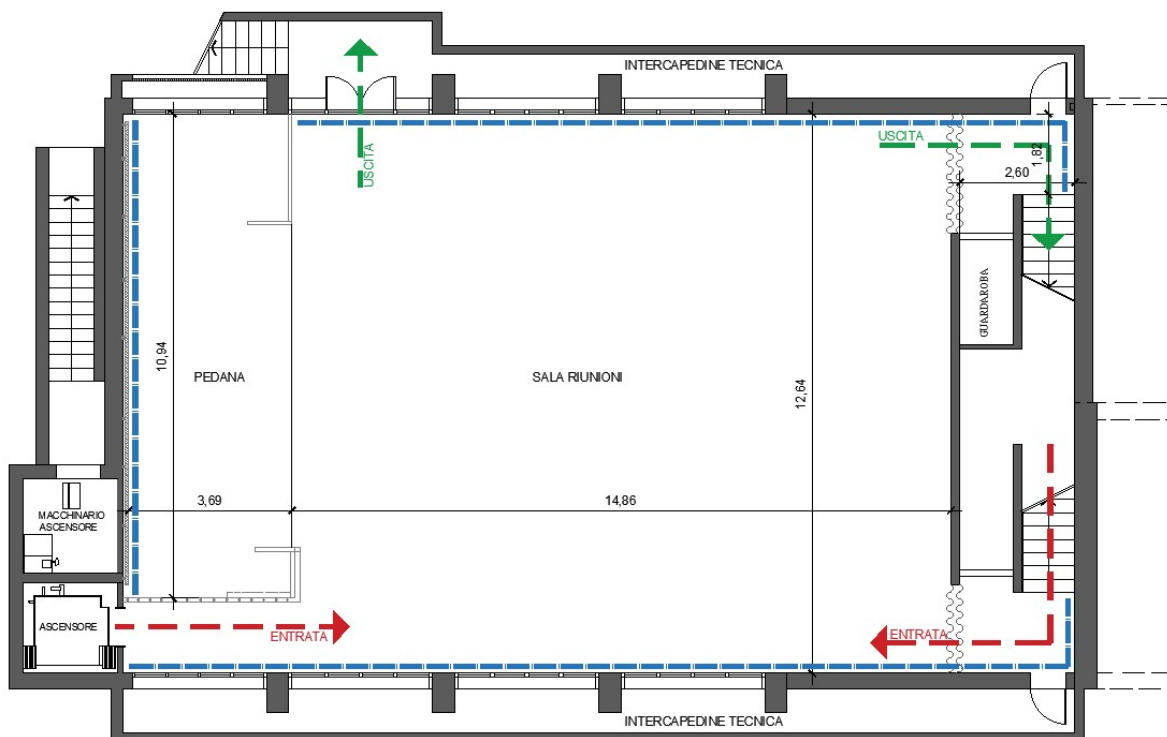 INTERCAPEDINE TECNICA
USCITA
USCITA
1,82
2,60
GUARDAROBA
10,94
PEDANA
SALA RIUNIONI
12,64
3,69
14,86
MACCHINARIO
ASCENSORE
ASCENSORE
ENTRATA
ENTRATA
INTERCAPEDINE TECNICA